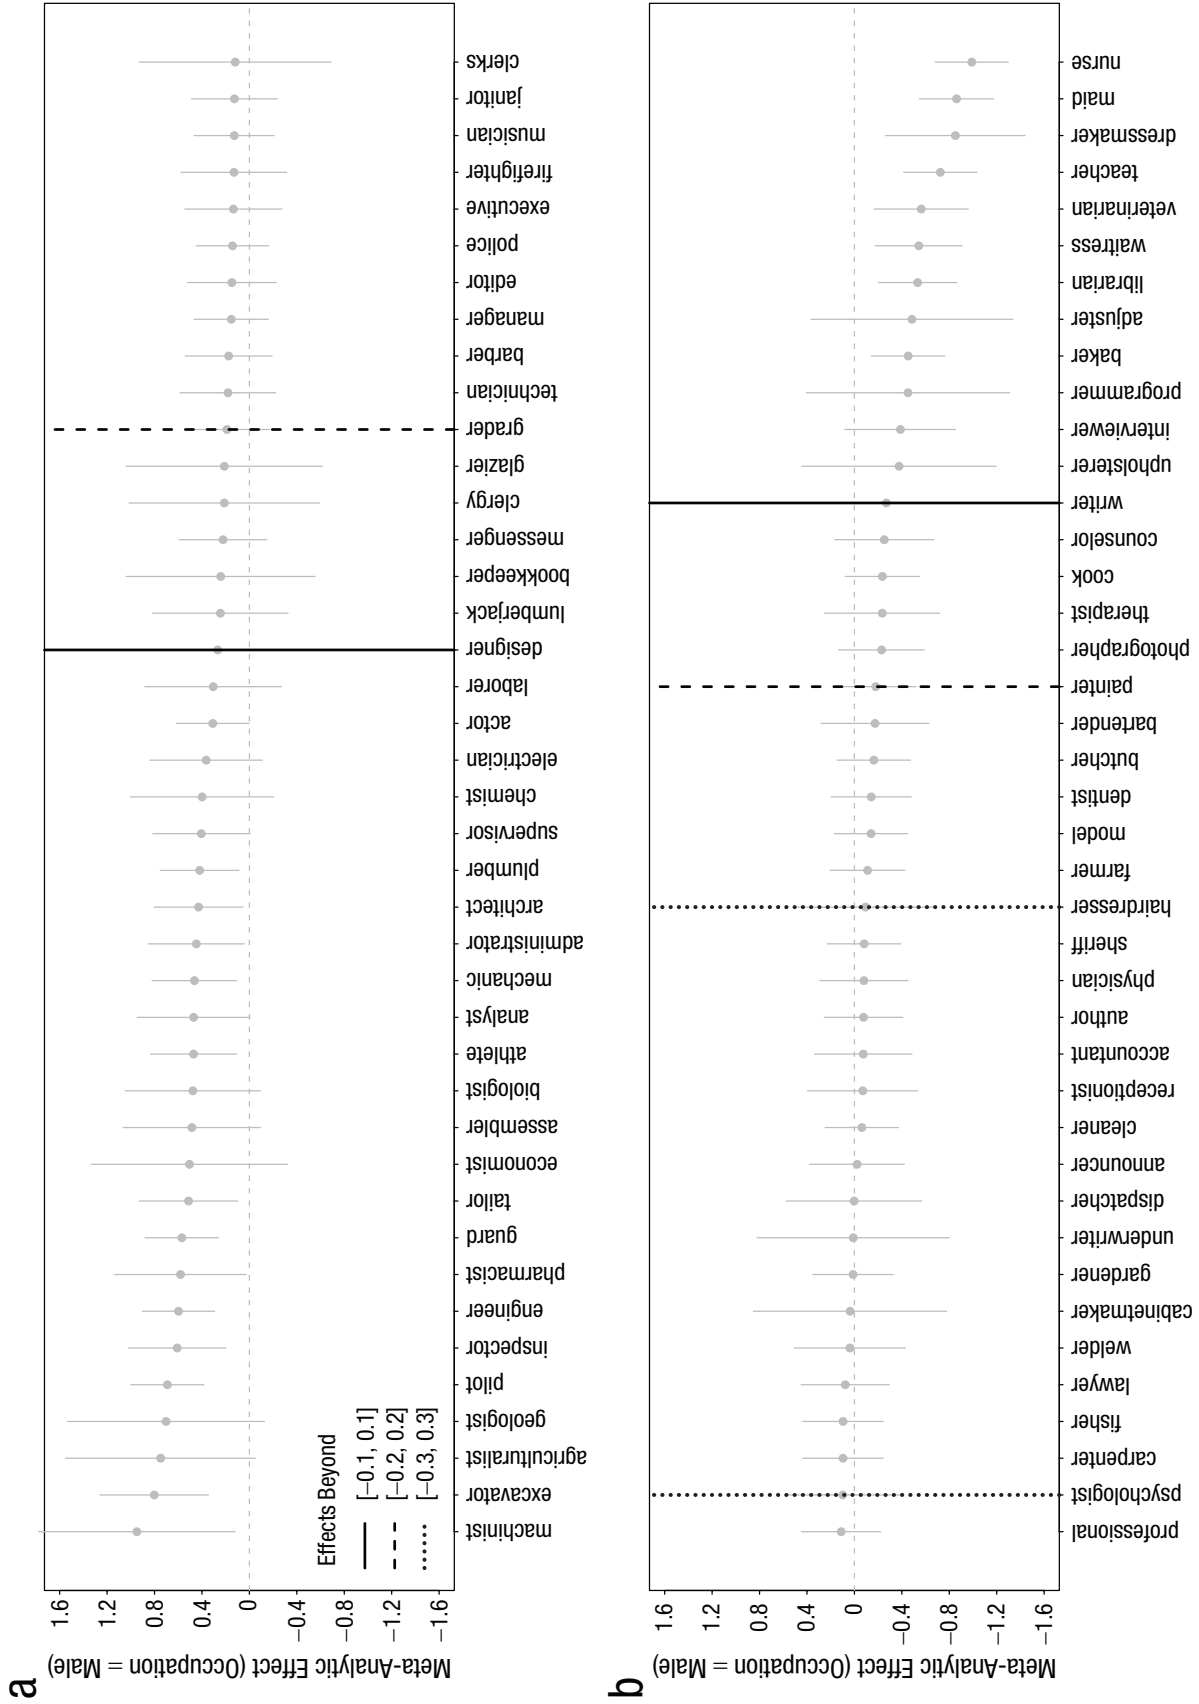 a
Meta-Analytic Effect (Occupation = Male)
1.6
1.2
0.8
0.4
0
−0.4
−0.8
−1.2
−1.6
Effects Beyond
[−0.1, 0.1]
[−0.2, 0.2]
[−0.3, 0.3]
machinist
excavator
agriculturalist
geologist
pilot
inspector
engineer
pharmacist
guard
tailor
economist
assembler
biologist
athlete
analyst
mechanic
administrator
architect
plumber
supervisor
chemist
electrician
actor
laborer
designer
lumberjack
bookkeeper
messenger
clergy
glazier
grader
technician
barber
manager
editor
police
executive
firefighter
musician
janitor
clerks
b
Meta-Analytic Effect (Occupation = Male)
1.6
1.2
0.8
0.4
0
−0.4
−0.8
−1.2
−1.6
professional
psychologist
carpenter
fisher
lawyer
welder
cabinetmaker
gardener
underwriter
dispatcher
announcer
cleaner
receptionist
accountant
author
physician
sheriff
hairdresser
farmer
model
dentist
butcher
bartender
painter
photographer
therapist
cook
counselor
writer
upholsterer
interviewer
programmer
baker
adjuster
librarian
waitress
veterinarian
teacher
dressmaker
maid
nurse